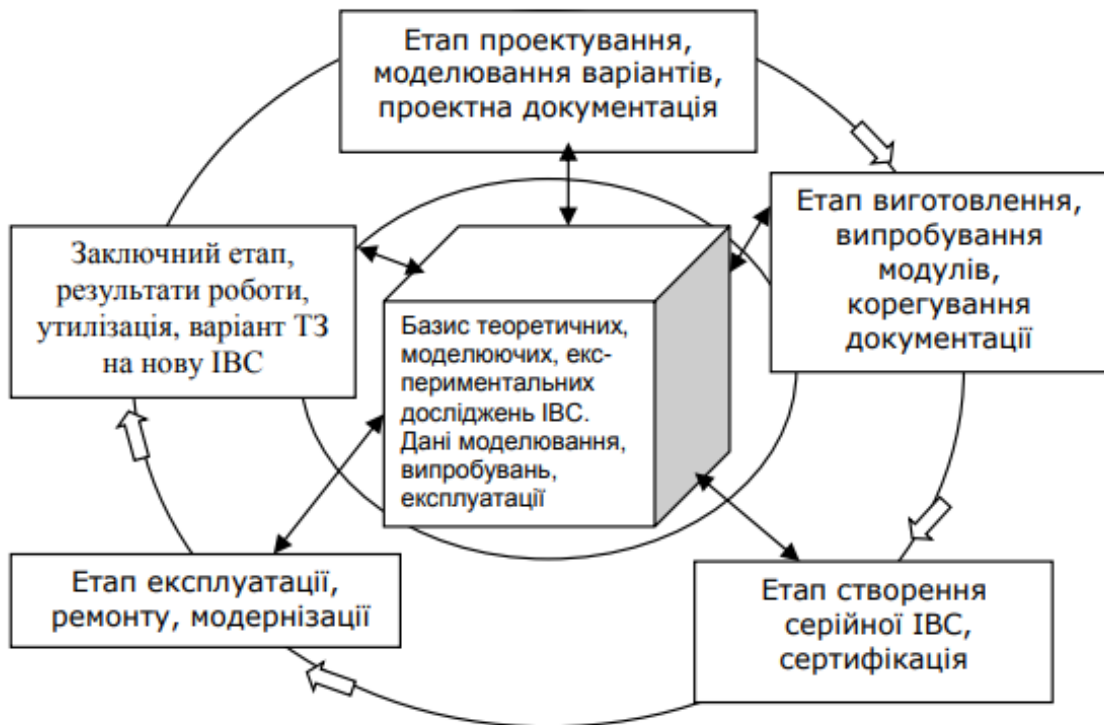 Етап проектування,
моделювання варіантів,
проектна документація
Етап виготовлення,
випробування
модулів,
корегування
документації
Заключний етап,
результати роботи,
утилізація, варіант ТЗ
на нову ІВС
Базис теоретичних,
моделюючих, екс-
периментальних
досліджень ІВС.
Дані моделювання,
випробувань,
експлуатації
Етап експлуатації,
ремонту, модернізації
Етап створення
серійної ІВС,
сертифікація